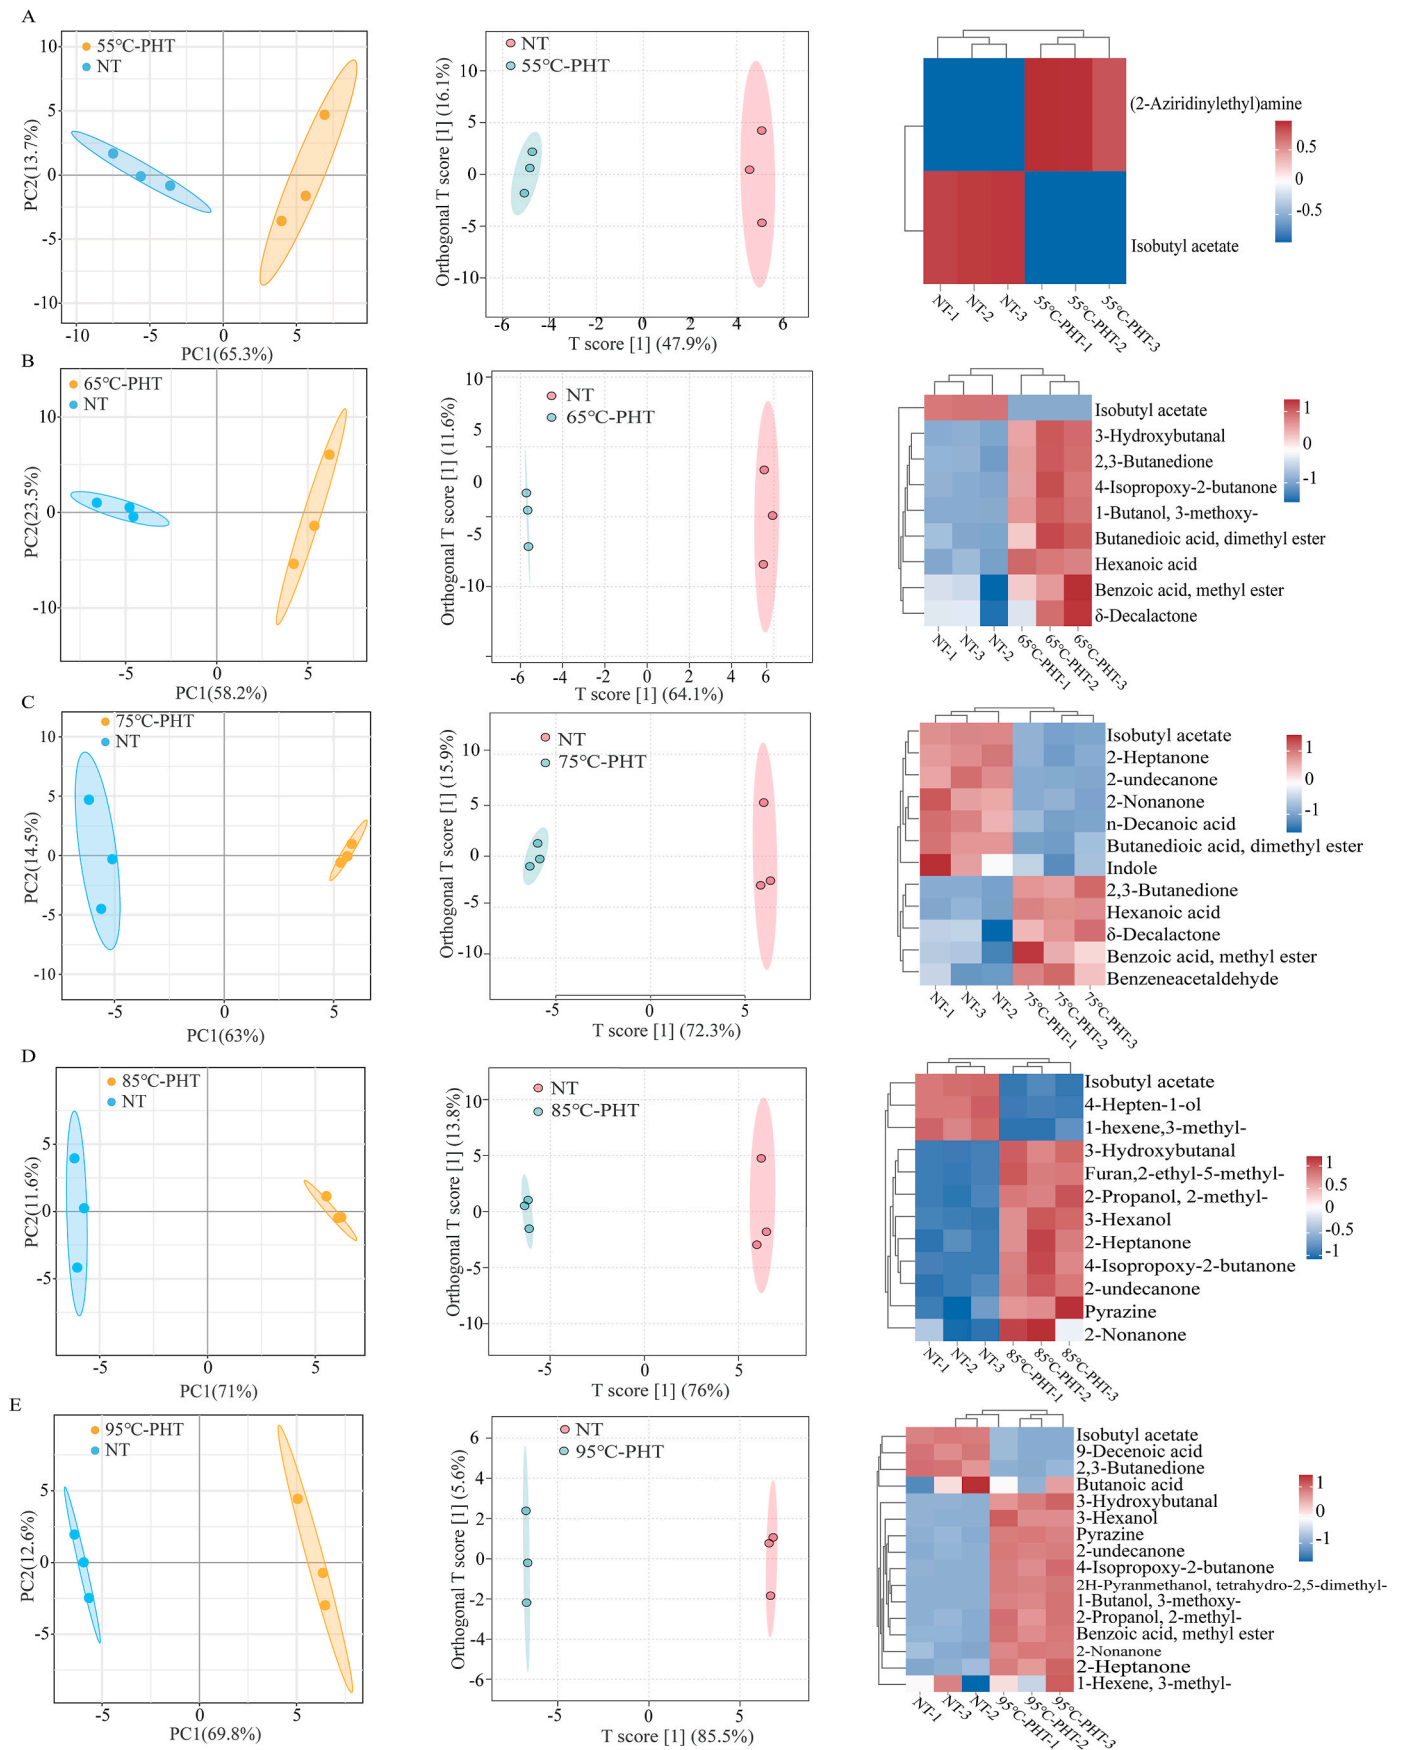 A
55℃-PHT
NT
10
5
0
-5
-10
PC2(13.7%)
-10
-5
0
5
PC1(65.3%)
NT
55℃-PHT
10
5
0
-5
-10
Orthogonal T score [1] (16.1%)
-6
-4
-2
0
2
4
6
T score [1] (47.9%)
(2-Aziridinylethyl)amine
Isobutyl acetate
0.5
0
-0.5
NT-1
NT-2
NT-3
55℃-PHT-1
55℃-PHT-2
55℃-PHT-3
B
65℃-PHT
NT
10
0
-10
PC2(23.5%)
-5
0
5
PC1(58.2%)
NT
65℃-PHT
10
5
0
-5
-10
Orthogonal T score [1] (11.6%)
-6
-4
-2
0
2
4
6
T score [1] (64.1%)
Isobutyl acetate
3-Hydroxybutanal
2,3-Butanedione
4-Isopropoxy-2-butanone
1-Butanol, 3-methoxy-
Butanedioic acid, dimethyl ester
Hexanoic acid
Benzoic acid, methyl ester
δ-Decalactone
1
0
-1
NT-1
NT-3
NT-2
65℃-PHT-1
65℃-PHT-2
65℃-PHT-3
C
75℃-PHT
NT
10
5
0
-5
-10
PC2(14.5%)
-5
0
5
PC1(63%)
NT
75℃-PHT
10
5
0
-5
-10
Orthogonal T score [1] (15.9%)
-5
0
5
T score [1] (72.3%)
Isobutyl acetate
2-Heptanone
2-undecanone
2-Nonanone
n-Decanoic acid
Butanedioic acid, dimethyl ester
Indole
2,3-Butanedione
Hexanoic acid
δ-Decalactone
Benzoic acid, methyl ester
Benzeneacetaldehyde
1
0
-1
NT-1
NT-3
NT-2
75℃-PHT-1
75℃-PHT-2
75℃-PHT-3
D
85℃-PHT
NT
5
0
-5
PC2(11.6%)
-5
0
5
PC1(71%)
NT
85℃-PHT
10
5
0
-5
-10
Orthogonal T score [1] (13.8%)
-5
0
5
T score [1] (76%)
Isobutyl acetate
4-Hepten-1-ol
1-hexene,3-methyl-
3-Hydroxybutanal
Furan,2-ethyl-5-methyl-
2-Propanol, 2-methyl-
3-Hexanol
2-Heptanone
4-Isopropoxy-2-butanone
2-undecanone
Pyrazine
2-Nonanone
1
0.5
0
-0.5
-1
NT-1
NT-2
NT-3
85℃-PHT-1
85℃-PHT-2
85℃-PHT-3
E
95℃-PHT
NT
5
0
-5
PC2(12.6%)
-5
0
5
PC1(69.8%)
NT
95℃-PHT
6
4
2
0
-2
-4
-6
Orthogonal T score [1] (5.6%)
-5
0
5
T score [1] (85.5%)
Isobutyl acetate
9-Decenoic acid
2,3-Butanedione
Butanoic acid
3-Hydroxybutanal
3-Hexanol
Pyrazine
2-undecanone
4-Isopropoxy-2-butanone
2H-Pyranmethanol, tetrahydro-2,5-dimethyl-
1-Butanol, 3-methoxy-
2-Propanol, 2-methyl-
Benzoic acid, methyl ester
2-Nonanone
2-Heptanone
1-Hexene, 3-methyl-
1
0
-1
NT-1
NT-3
NT-2
95℃-PHT-1
95℃-PHT-2
95℃-PHT-3